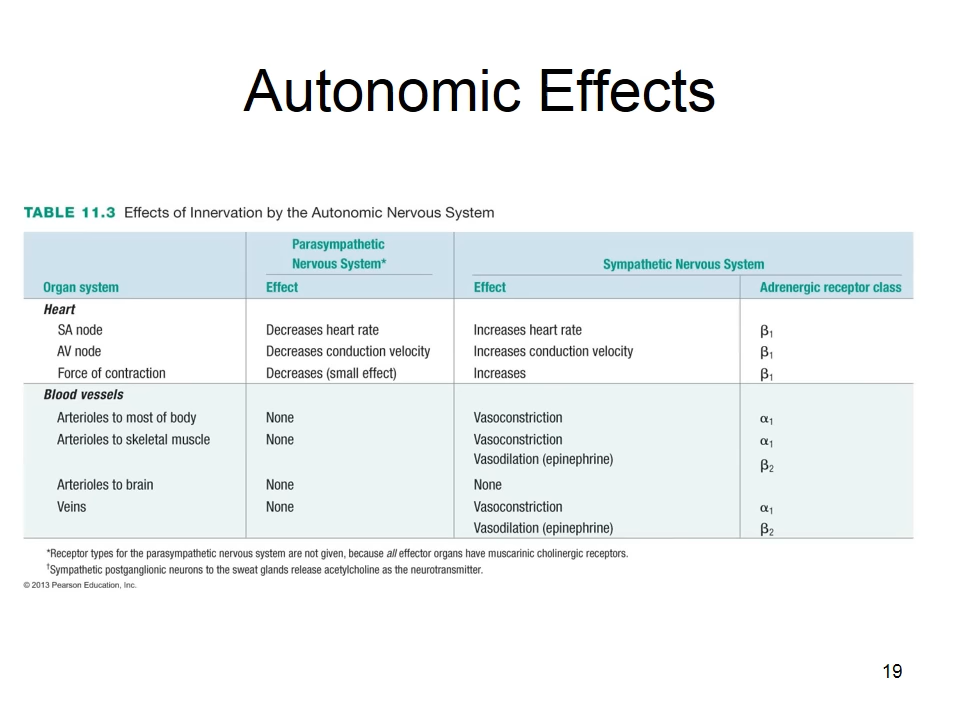 Autonomic Effects
TABLE 11.3 Effects of Innervation by the Autonomic Nervous System
Parasympathetic
Nervous System*
Sympathetic Nervous System
Organ system Effect Effect Adrenergic receptor class
Heart
SA node Decreases heart rate Increases heart rate β1
AV node Decreases conduction velocity Increases conduction velocity β1
Force of contraction Decreases (small effect) Increases β1
Blood vessels
Arterioles to most of body None Vasoconstriction α1
Arterioles to skeletal muscle None Vasoconstriction α1
Vasodilation (epinephrine) β2
Arterioles to brain None None
Veins None Vasoconstriction α1
Vasodilation (epinephrine) β2
*Receptor types for the parasympathetic nervous system are not given, because all effector organs have muscarinic cholinergic receptors.
†Sympathetic postganglionic neurons to the sweat glands release acetylcholine as the neurotransmitter.
© 2013 Pearson Education, Inc.
19